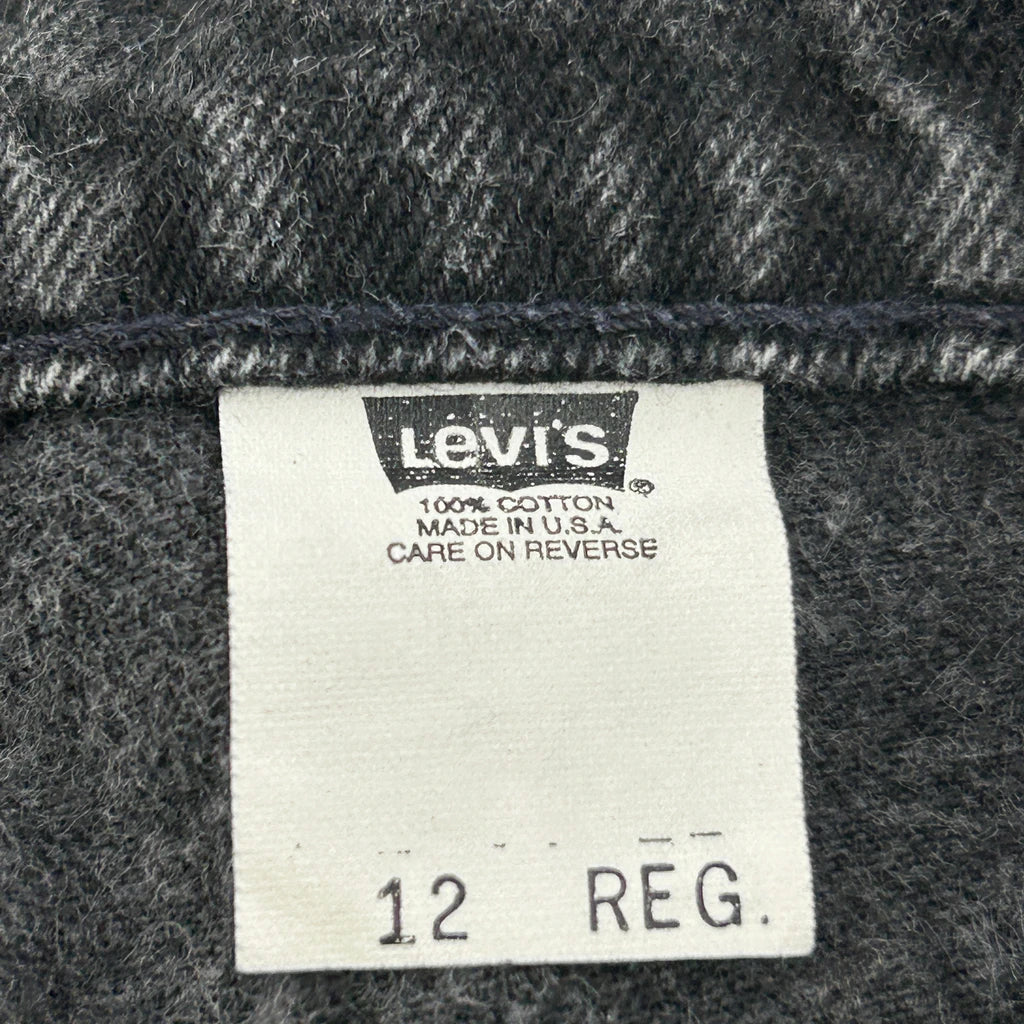 Levi's ®
100% COTTON
MADE IN U.S.A.
CARE ON REVERSE
12 REG.